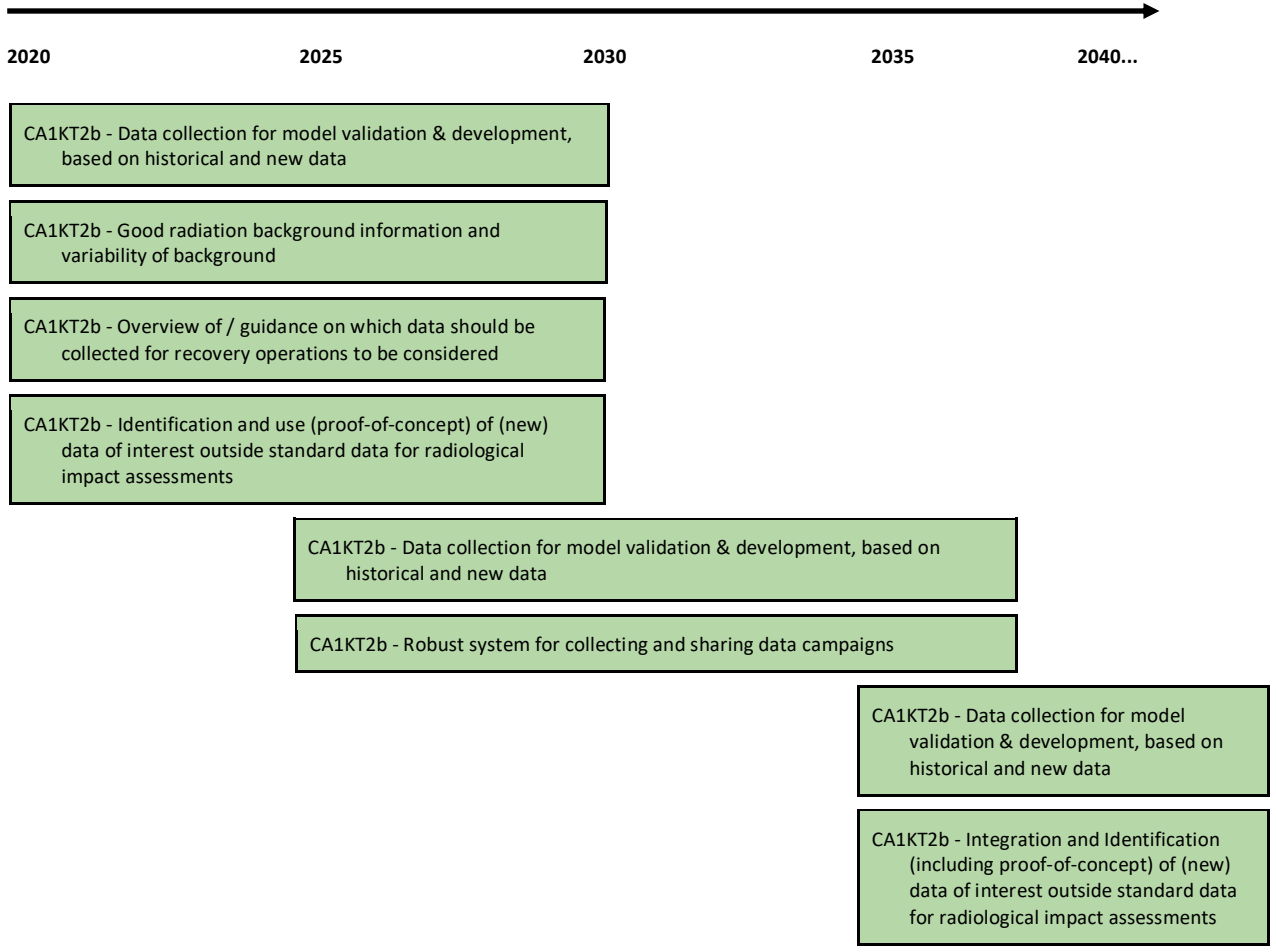 2020 2025 2030 2035 2040...
CA1KT2b - Data collection for model validation & development,
based on historical and new data
CA1KT2b - Good radiation background information and
variability of background
CA1KT2b - Overview of / guidance on which data should be
collected for recovery operations to be considered
CA1KT2b - Identification and use (proof-of-concept) of (new)
data of interest outside standard data for radiological
impact assessments
CA1KT2b - Data collection for model validation & development, based on
historical and new data
CA1KT2b - Robust system for collecting and sharing data campaigns
CA1KT2b - Data collection for model
validation & development, based on
historical and new data
CA1KT2b - Integration and Identification
(including proof-of-concept) of (new)
data of interest outside standard data
for radiological impact assessments